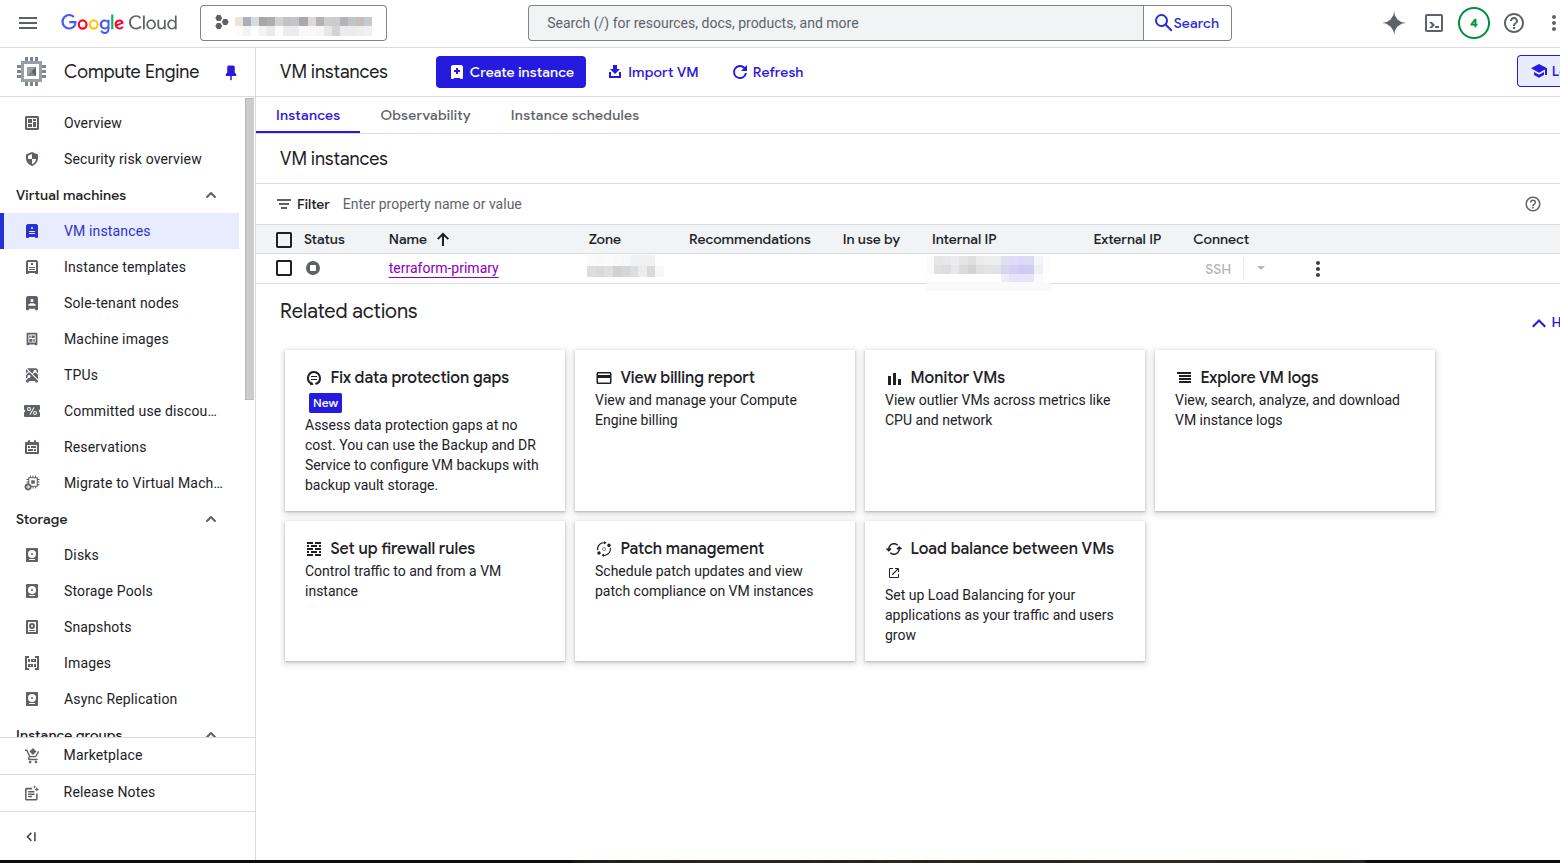 Google Cloud
Search (/) for resources, docs, products, and more
Search
4
Compute Engine
VM instances
Create instance
Import VM
Refresh
Overview
Security risk overview
Virtual machines
VM instances
Instance templates
Sole-tenant nodes
Machine images
TPUs
Committed use discou...
Reservations
Migrate to Virtual Mach...
Storage
Disks
Storage Pools
Snapshots
Images
Async Replication
Instance groups
Marketplace
Release Notes
Instances
Observability
Instance schedules
VM instances
Filter
Enter property name or value
Status
Name
Zone
Recommendations
In use by
Internal IP
External IP
Connect
terraform-primary
SSH
Related actions
Fix data protection gaps
New
Assess data protection gaps at no
cost. You can use the Backup and DR
Service to configure VM backups with
backup vault storage.
View billing report
View and manage your Compute
Engine billing
Monitor VMs
View outlier VMs across metrics like
CPU and network
Explore VM logs
View, search, analyze, and download
VM instance logs
Set up firewall rules
Control traffic to and from a VM
instance
Patch management
Schedule patch updates and view
patch compliance on VM instances
Load balance between VMs
Set up Load Balancing for your
applications as your traffic and users
grow